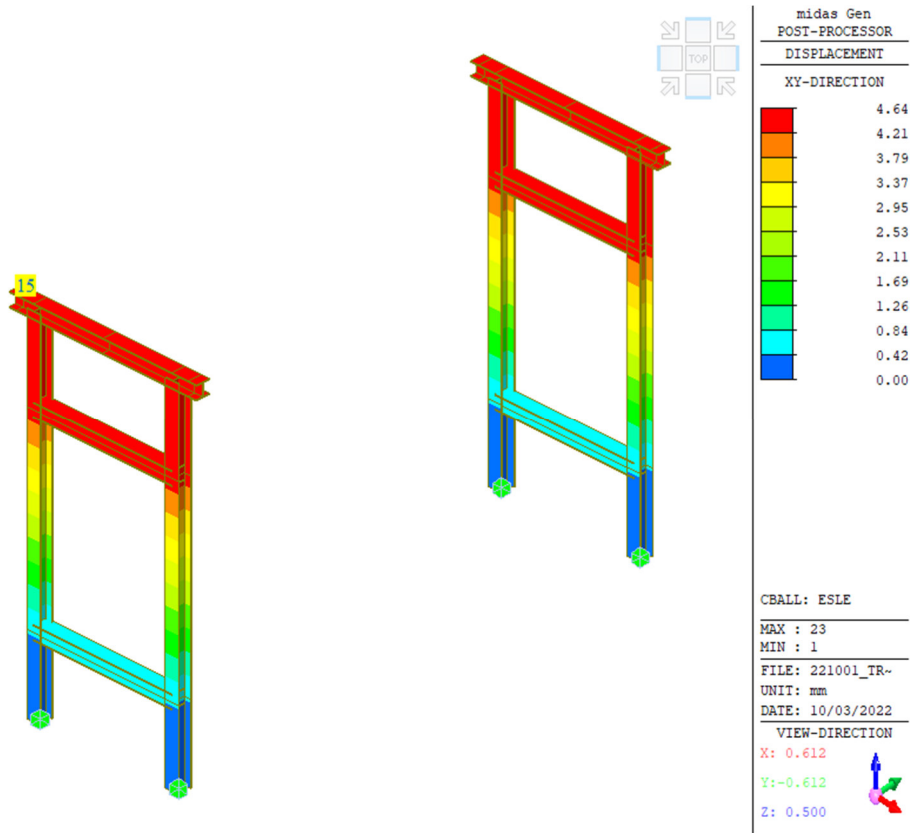 midas Gen
POST-PROCESSOR
DISPLACEMENT
XY-DIRECTION
4.64
4.21
3.79
3.37
2.95
2.53
2.11
1.69
1.26
0.84
0.42
0.00
TOP
15
CBALL: ESLE
MAX : 23
MIN : 1
FILE: 221001_TR~
UNIT: mm
DATE: 10/03/2022
VIEW-DIRECTION
X: 0.612
Y:-0.612
Z: 0.500